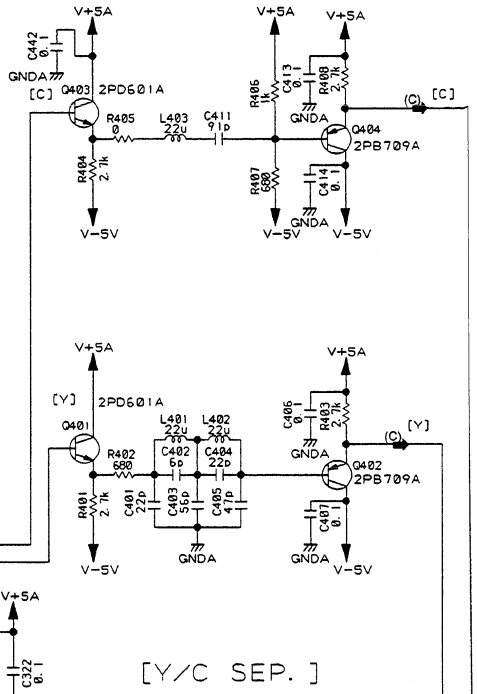 V+5A
V+5A
V+5A
C442
0.1
GNDA
[C]
Q403
2PD601A
R405
0
L403
22u
C411
91p
R406
1k
C413
0.1
R408
2.7k
GNDA
(C)
[C]
Q404
2PB709A
R404
2.7k
R407
680
C414
0.1
GNDA
V-5V
V-5V
V-5V
V+5A
V+5A
[Y]
2PD601A
Q401
R402
680
L401
22u
L402
22u
C402
6p
C404
22p
C406
0.1
R403
2.7k
GNDA
(C)
[Y]
Q402
2PB709A
R401
2.7k
C401
22p
C403
56p
C405
47p
C407
0.1
GNDA
GNDA
V-5V
V-5V
V+5A
C322
0.1
[Y/C SEP. ]